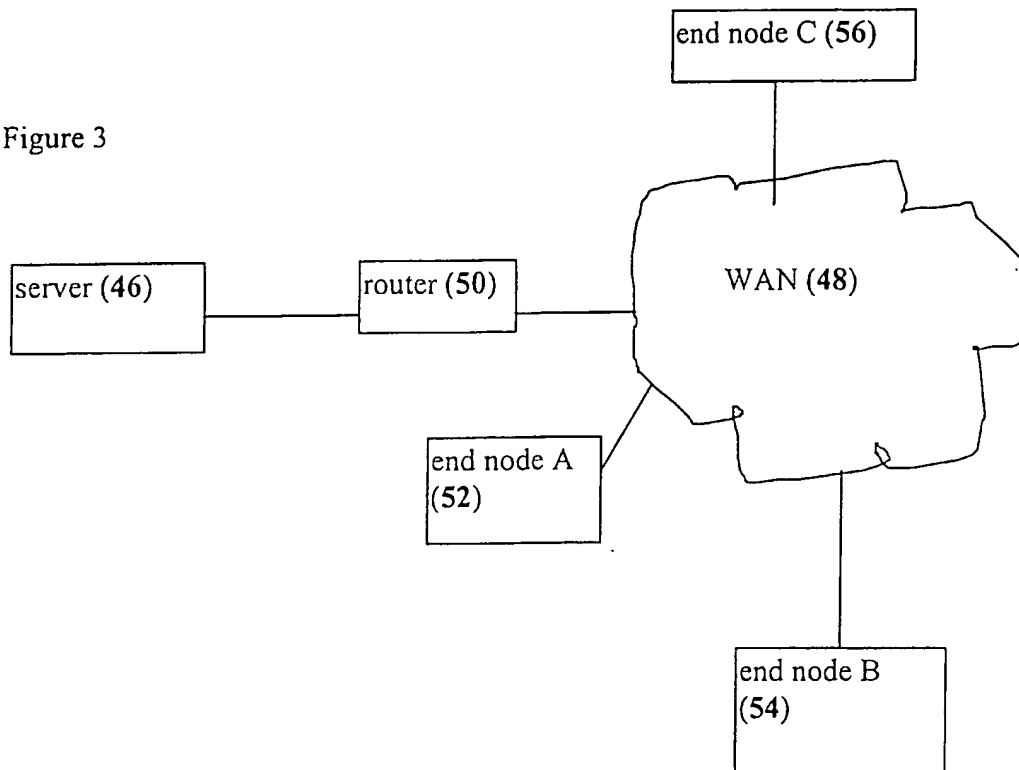 end node C (56)
Figure 3
server (46)
router (50)
WAN (48)
end node A
(52)
end node B
(54)